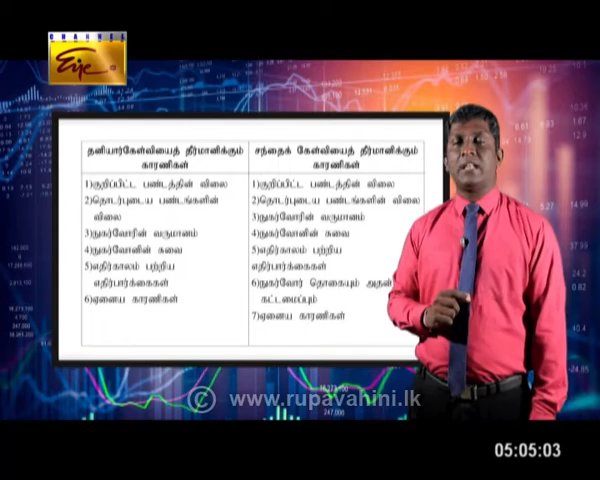 CHANNEL
Eye
தனியார்கேள்வியைத் தீர்மானிக்கும்
காரணிகள்
1)குறிப்பிட்ட பண்டத்தின் விலை
2)தொடர்புடைய பண்டங்களின்
விலை
3)நுகர்வோரின் வருமானம்
4)நுகர்வோனின் சுவை
5)எதிர்காலம் பற்றிய
எதிர்பார்க்கைகள்
6)ஏனைய காரணிகள்
சந்தைக் கேள்வியைத் தீர்மானிக்கும்
காரணிகள்
1)குறிப்பிட்ட பண்டத்தின் விலை
2)தொடர்புடைய பண்டங்களின் விலை
3)நுகர்வோரின் வருமானம்
4)நுகர்வோனின் சுவை
5)எதிர்காலம் பற்றிய
எதிர்பார்க்கைகள்
6)நுகர்வோர் தொகையும் அதன்
கட்டமைப்பும்
7)ஏனைய காரணிகள்
© www.rupavahini.lk
05:05:03